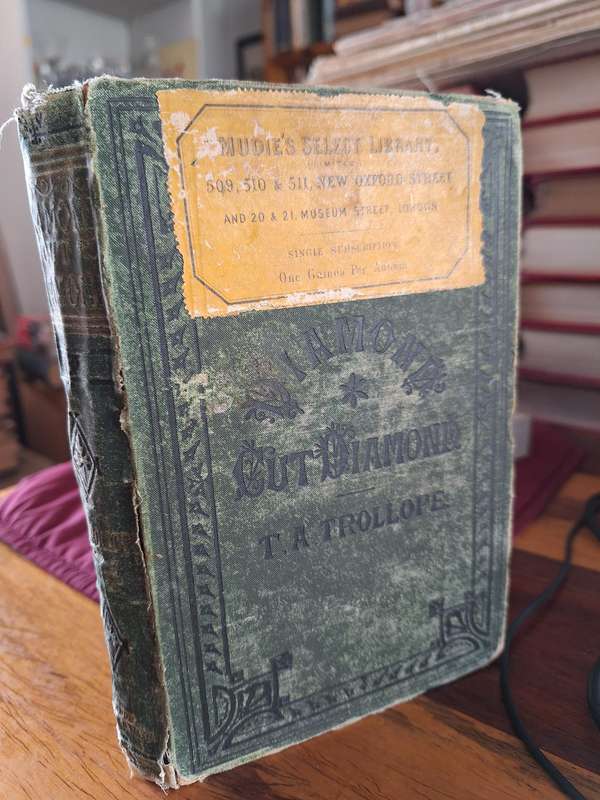 MUDIE'S SELECT LIBRARY,
LIMITED.
509, 510 & 511, NEW OXFORD STREET
AND 20 & 21, MUSEUM STREET, LONDON
SINGLE SUBSCRIPTION
One Guinea Per Annum
DIAMOND
CUT DIAMOND
T. A TROLLOPE.